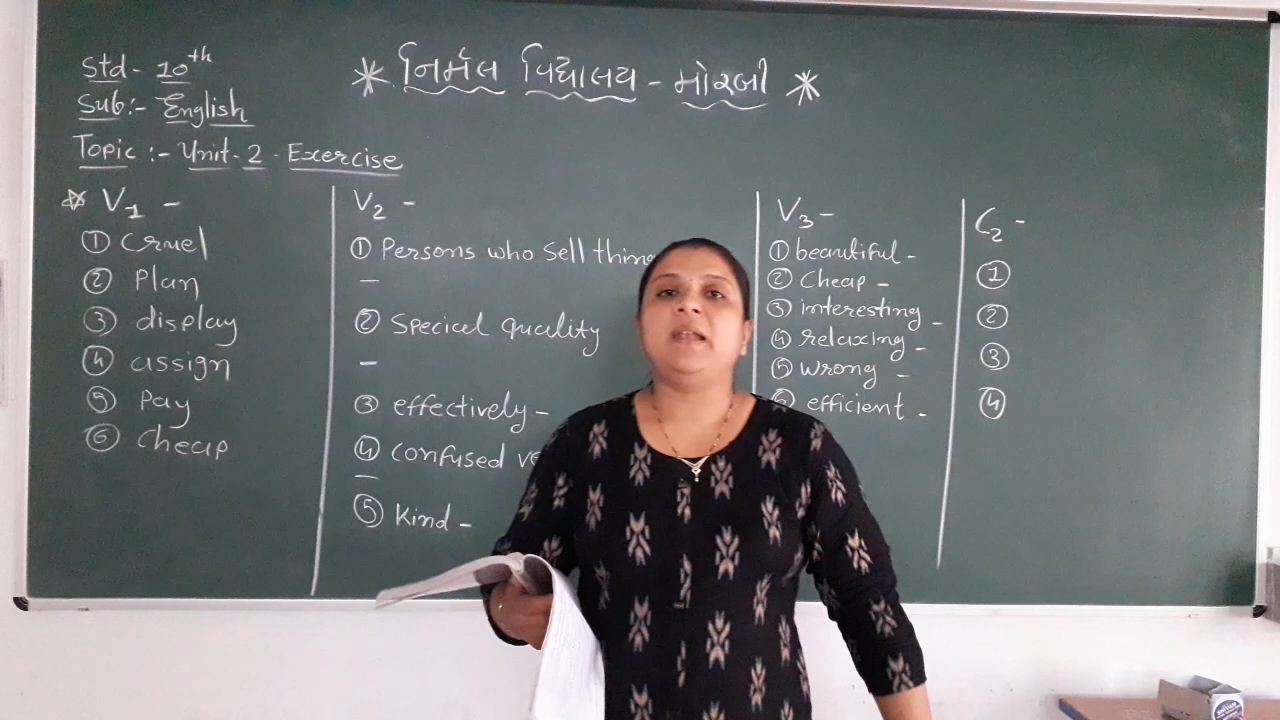 Std- 10th
Sub:- English
Topic :- Unit-2 - Exercise
* નિર્મલ વિદ્યાલય - મોરબી *
☆ V1 -
① Cruel
② Plan
③ display
④ assign
⑤ Pay
⑥ Cheap
V2 -
① Persons who sell thing
-
② Special quality
-
③ effectively -
④ confused
-
⑤ Kind -
V3 -
① beautiful -
② Cheap -
③ interesting -
④ relaxing -
⑤ wrong -
⑥ efficient -
C2 -
①
②
③
④